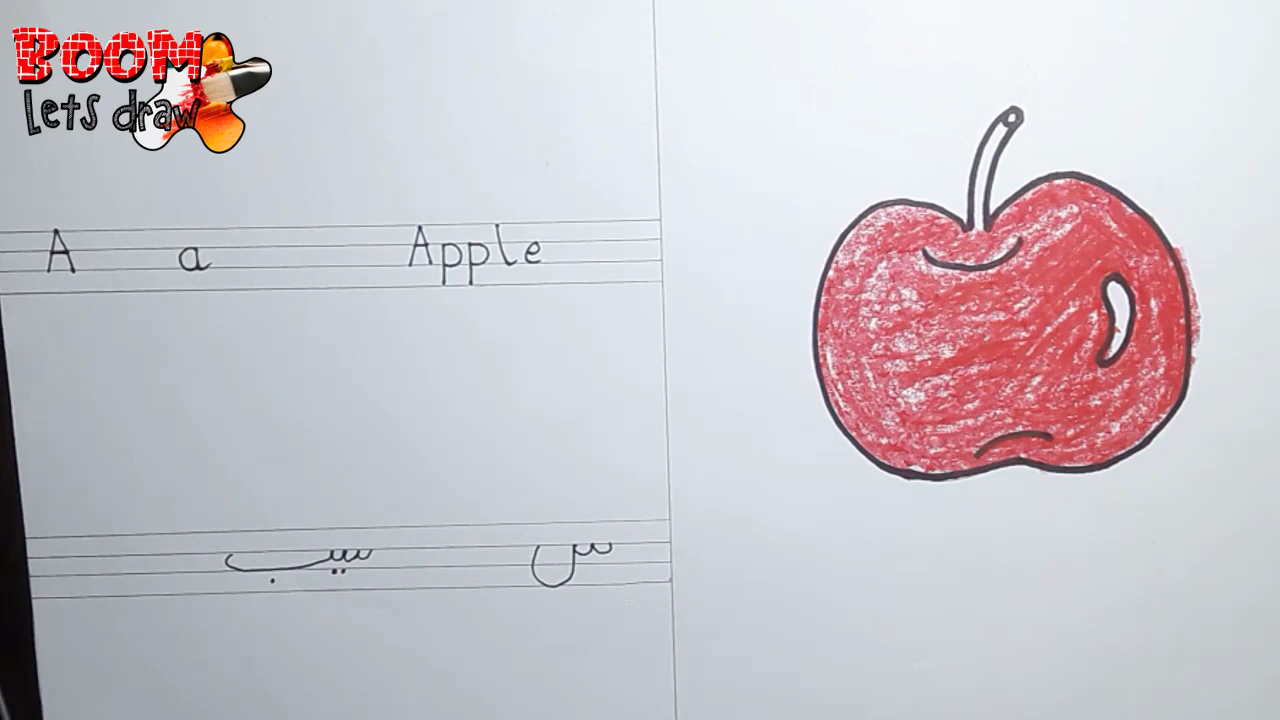 BOOM
Lets draw
A a Apple
س سیب